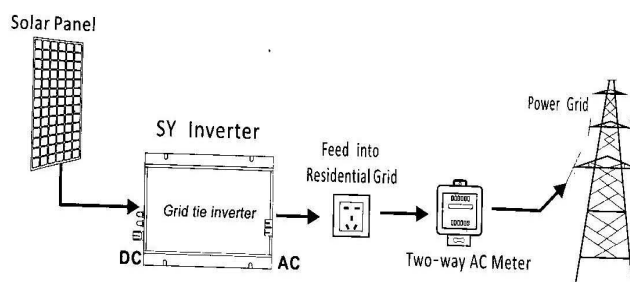 Solar Panel
SY Inverter
Grid tie inverter
DC
AC
Feed into
Residential Grid
Two-way AC Meter
Power Grid